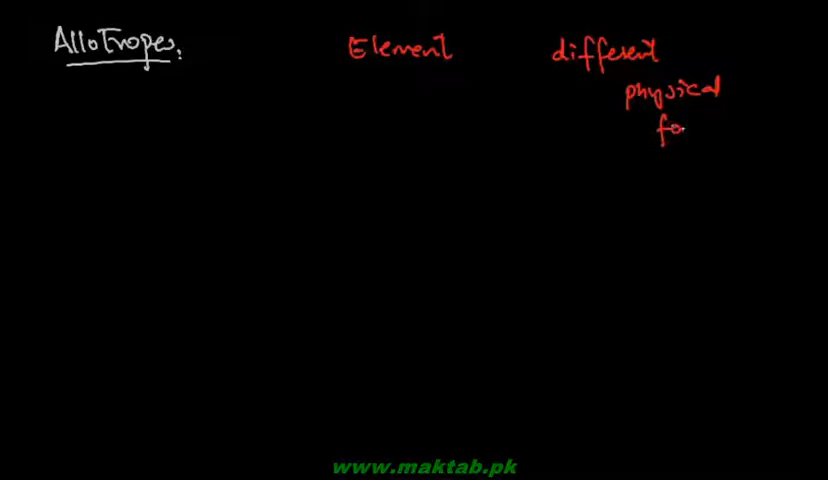 Allotropes:
Element different
physical
fo
www.maktab.pk